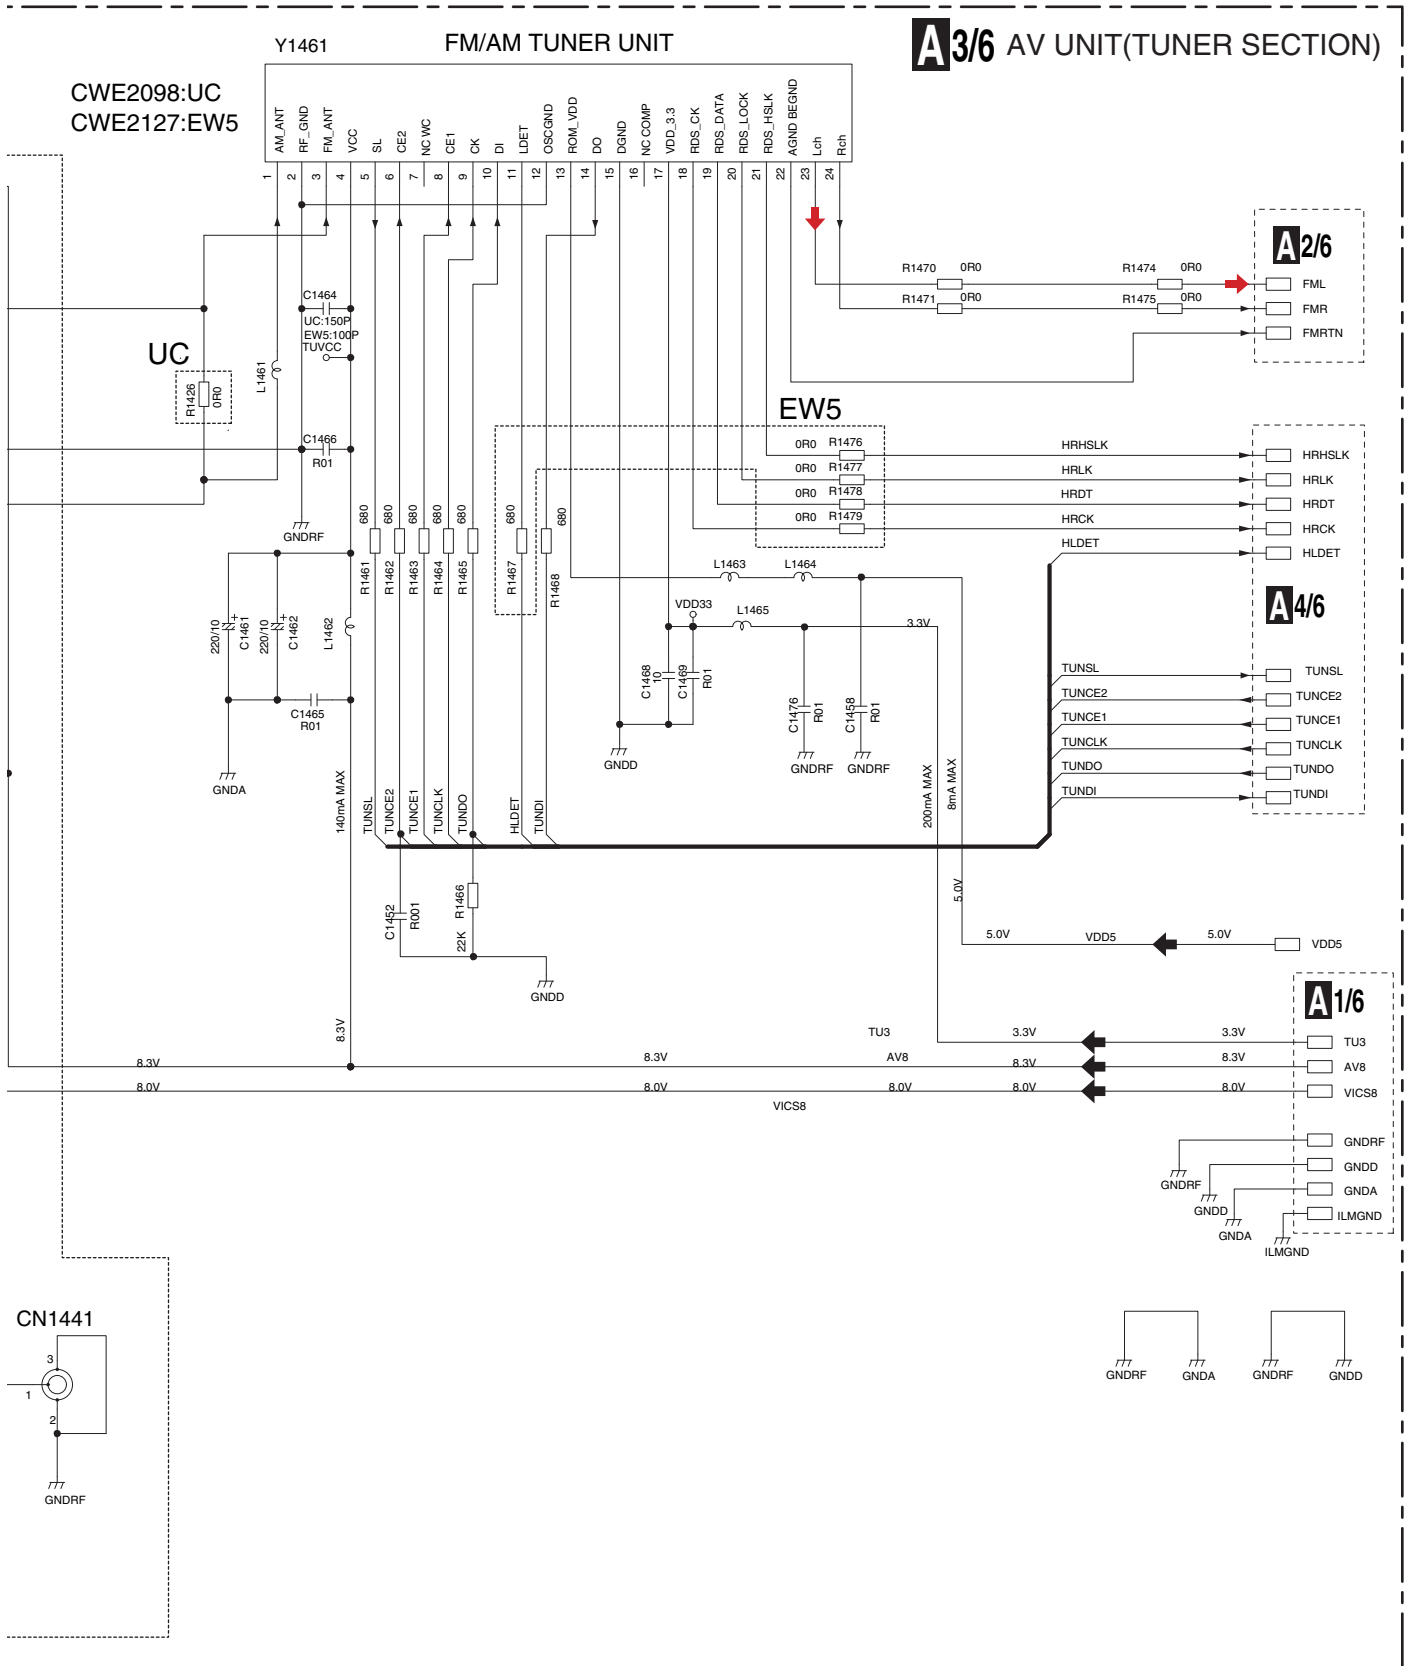 Y1461
FM/AM TUNER UNIT
A 3/6 AV UNIT(TUNER SECTION)
CWE2098:UC
CWE2127:EW5
AM_ANT
RF_GND
FM_ANT
VCC
SL
CE2
NC WC
CE1
CK
DI
LDET
OSCGND
ROM_VDD
DO
DGND
NC COMP
VDD_3.3
RDS_CK
RDS_DATA
RDS_LOCK
RDS_HSLK
AGND BEGND
Lch
Rch
1
2
3
4
5
6
7
8
9
10
11
12
13
14
15
16
17
18
19
20
21
22
23
24
A 2/6
R1470 0R0
R1474 0R0
FML
R1471 0R0
R1475 0R0
FMR
FMRTN
C1464
UC:150P
EW5:100P
TUVCC
UC
L1461
R1426
0R0
C1466
R01
GNDRF
EW5
0R0 R1476
HRHSLK
HRHSLK
0R0 R1477
HRLK
HRLK
0R0 R1478
HRDT
HRDT
0R0 R1479
HRCK
HRCK
HLDET
HLDET
A 4/6
680
680
680
680
680
680
680
R1461
R1462
R1463
R1464
R1465
R1467
R1468
L1463
L1464
VDD33
L1465
3.3V
220/10
C1461
220/10
C1462
L1462
C1465
R01
GNDA
C1468
10
C1469
R01
C1476
R01
C1458
R01
GNDD
GNDRF
GNDRF
TUNSL
TUNSL
TUNCE2
TUNCE2
TUNCE1
TUNCE1
TUNCLK
TUNCLK
TUNDO
TUNDO
TUNDI
TUNDI
140mA MAX
TUNSL
TUNCE2
TUNCE1
TUNCLK
TUNDO
HLDET
TUNDI
200mA MAX
8mA MAX
C1452
R001
R1466
22K
GNDD
5.0V
5.0V
VDD5
5.0V
VDD5
A 1/6
8.3V
TU3
3.3V
3.3V
TU3
8.3V
8.3V
AV8
8.3V
8.3V
AV8
8.0V
8.0V
8.0V
8.0V
8.0V
VICS8
VICS8
GNDRF
GNDRF
GNDD
GNDD
GNDA
GNDA
ILMGND
ILMGND
CN1441
3
1
2
GNDRF
GNDRF
GNDA
GNDRF
GNDD